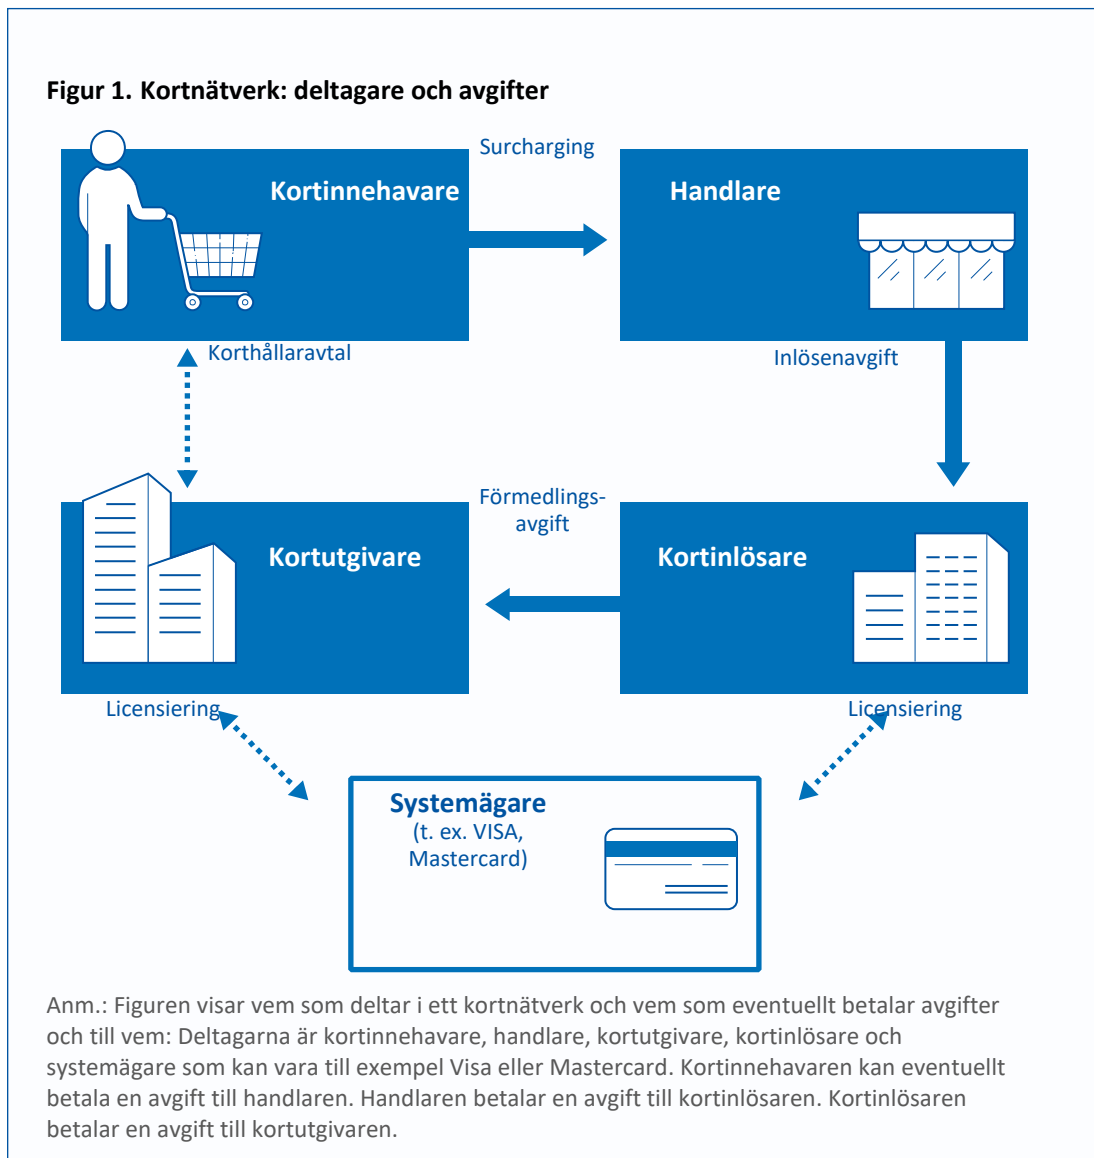 Figur 1. Kortnätverk: deltagare och avgifter
Surcharging
Kortinnehavare
Handlare
Korthållaravtal
Inlösenavgift
Förmedlings-
avgift
Kortutgivare
Kortinlösare
Licensiering
Licensiering
Systemägare
(t. ex. VISA,
Mastercard)
Anm.: Figuren visar vem som deltar i ett kortnätverk och vem som eventuellt betalar avgifter
och till vem: Deltagarna är kortinnehavare, handlare, kortutgivare, kortinlösare och
systemägare som kan vara till exempel Visa eller Mastercard. Kortinnehavaren kan eventuellt
betala en avgift till handlaren. Handlaren betalar en avgift till kortinlösaren. Kortinlösaren
betalar en avgift till kortutgivaren.